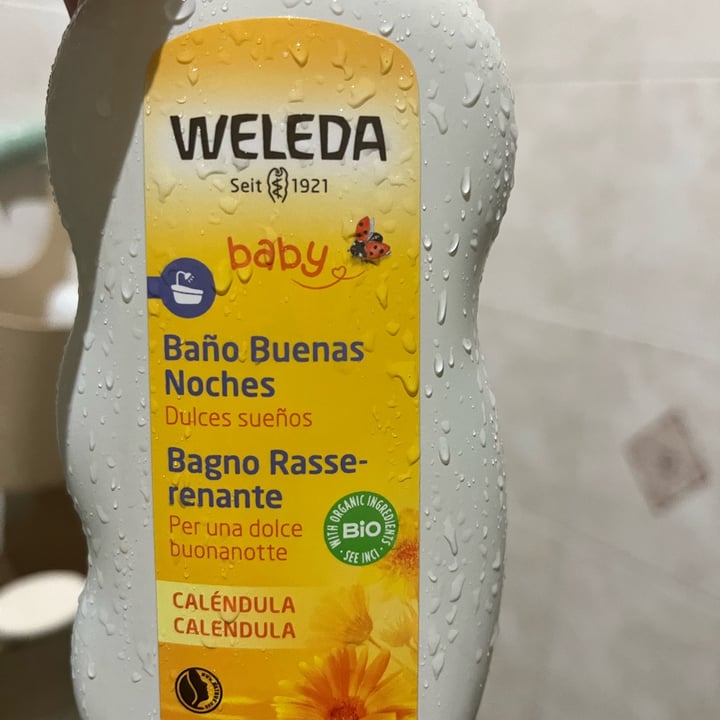 WELEDA
Seit 1921
baby
Baño Buenas
Noches
Dulces sueños
Bagno Rasse-
renante
Per una dolce
buonanotte
WITH ORGANIC INGREDIENTS
BiO
· SEE INCI ·
CALÉNDULA
CALENDULA